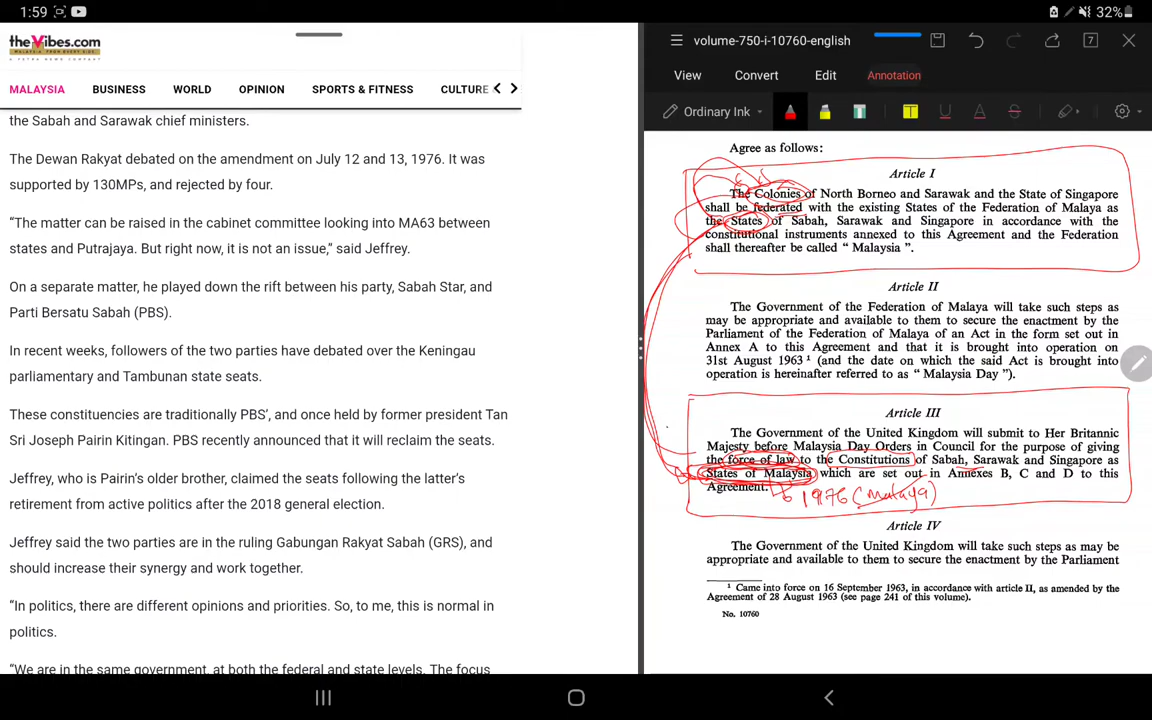 1:59
32%
the Vibes.com
MALAYSIA BUSINESS WORLD OPINION SPORTS & FITNESS CULTURE
the Sabah and Sarawak chief ministers.
The Dewan Rakyat debated on the amendment on July 12 and 13, 1976. It was
supported by 130MPs, and rejected by four.
“The matter can be raised in the cabinet committee looking into MA63 between
states and Putrajaya. But right now, it is not an issue,” said Jeffrey.
On a separate matter, he played down the rift between his party, Sabah Star, and
Parti Bersatu Sabah (PBS).
In recent weeks, followers of the two parties have debated over the Keningau
parliamentary and Tambunan state seats.
These constituencies are traditionally PBS’, and once held by former president Tan
Sri Joseph Pairin Kitingan. PBS recently announced that it will reclaim the seats.
Jeffrey, who is Pairin’s older brother, claimed the seats following the latter’s
retirement from active politics after the 2018 general election.
Jeffrey said the two parties are in the ruling Gabungan Rakyat Sabah (GRS), and
should increase their synergy and work together.
“In politics, there are different opinions and priorities. So, to me, this is normal in
politics.
“We are in the same government, at both the federal and state levels. The focus
volume-750-i-10760-english
7
View Convert Edit Annotation
Ordinary Ink
Agree as follows:
Article I
The Colonies of North Borneo and Sarawak and the State of Singapore
shall be federated with the existing States of the Federation of Malaya as
the States of Sabah, Sarawak and Singapore in accordance with the
constitutional instruments annexed to this Agreement and the Federation
shall thereafter be called “ Malaysia ”.
Article II
The Government of the Federation of Malaya will take such steps as
may be appropriate and available to them to secure the enactment by the
Parliament of the Federation of Malaya of an Act in the form set out in
Annex A to this Agreement and that it is brought into operation on
31st August 1963 ¹ (and the date on which the said Act is brought into
operation is hereinafter referred to as “ Malaysia Day ”).
Article III
The Government of the United Kingdom will submit to Her Britannic
Majesty before Malaysia Day Orders in Council for the purpose of giving
the force of law to the Constitutions of Sabah, Sarawak and Singapore as
States of Malaysia which are set out in Annexes B, C and D to this
Agreement.
1976 (Malaya)
Article IV
The Government of the United Kingdom will take such steps as may be
appropriate and available to them to secure the enactment by the Parliament
¹ Came into force on 16 September 1963, in accordance with article II, as amended by the
Agreement of 28 August 1963 (see page 241 of this volume).
No. 10760